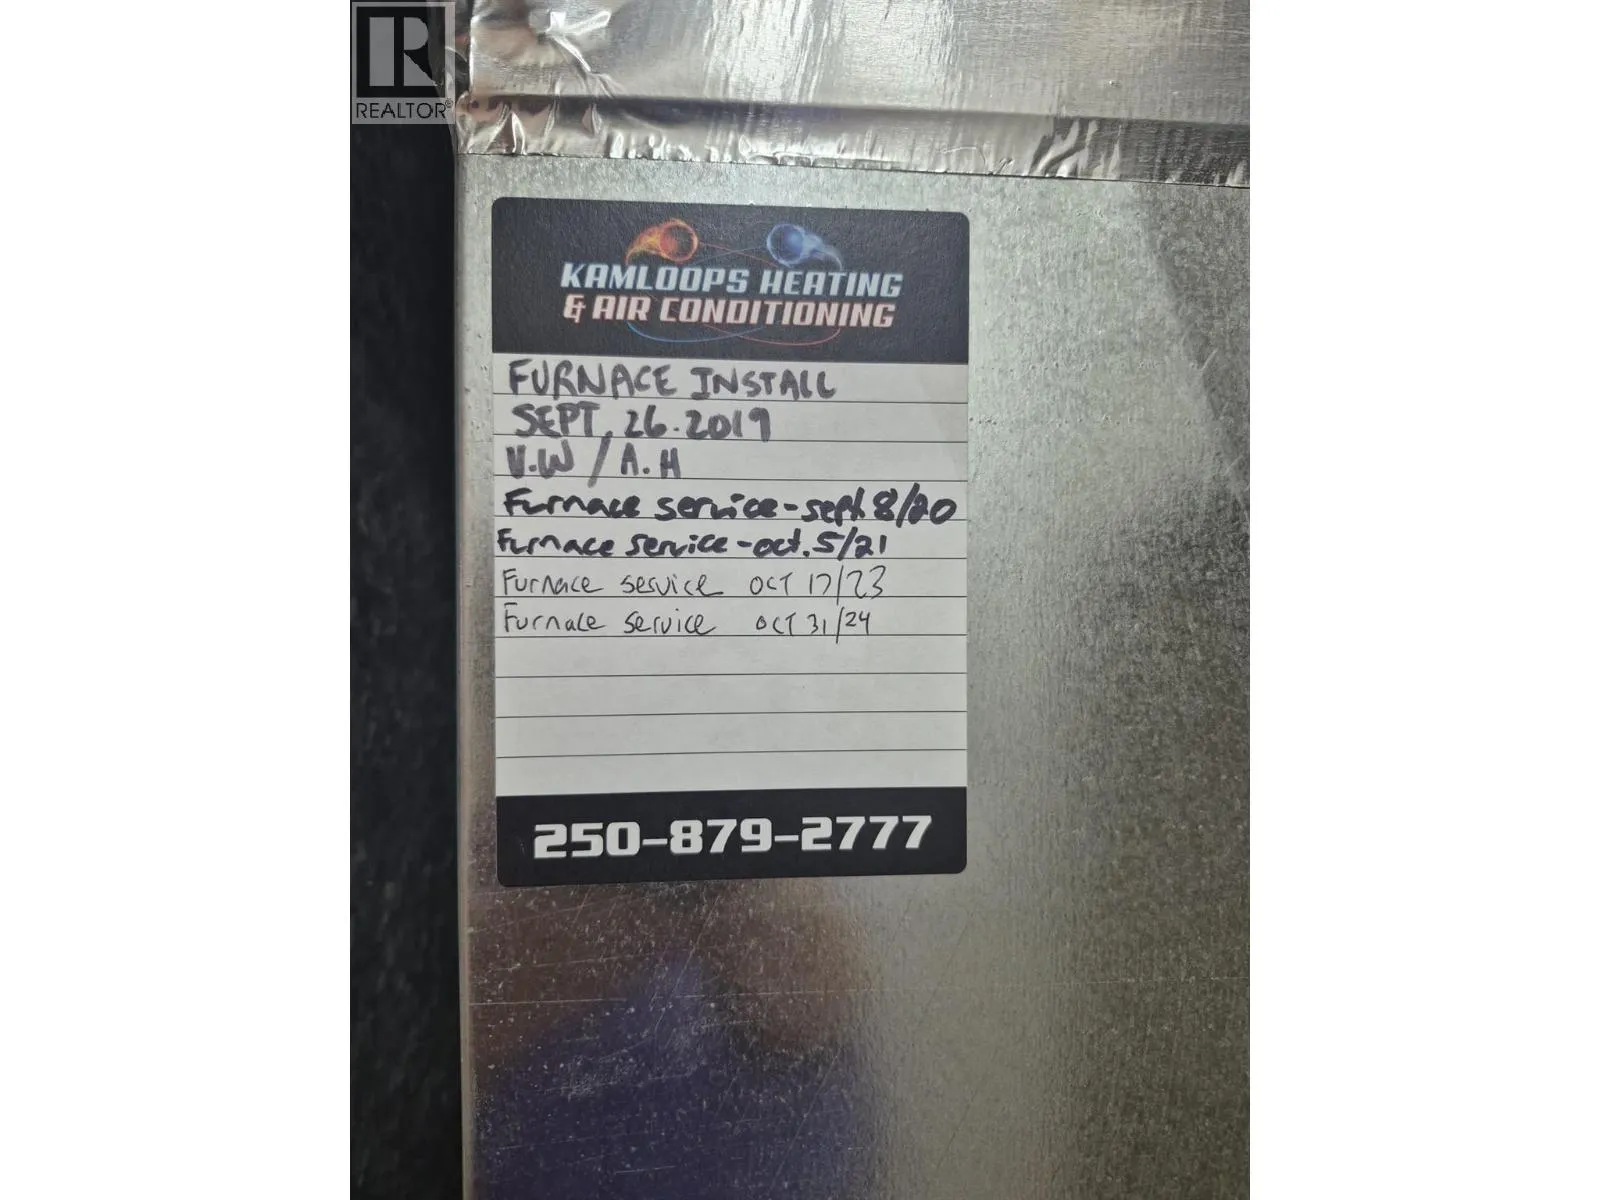 REALTOR®
KAMLOOPS HEATING
& AIR CONDITIONING
FURNACE INSTALL
SEPT. 26.2019
V.W / A.H
Furnace service - sept. 8/20
Furnace service - oct. 5/21
Furnace service OCT 17/23
Furnace service OCT 31/24
250-879-2777